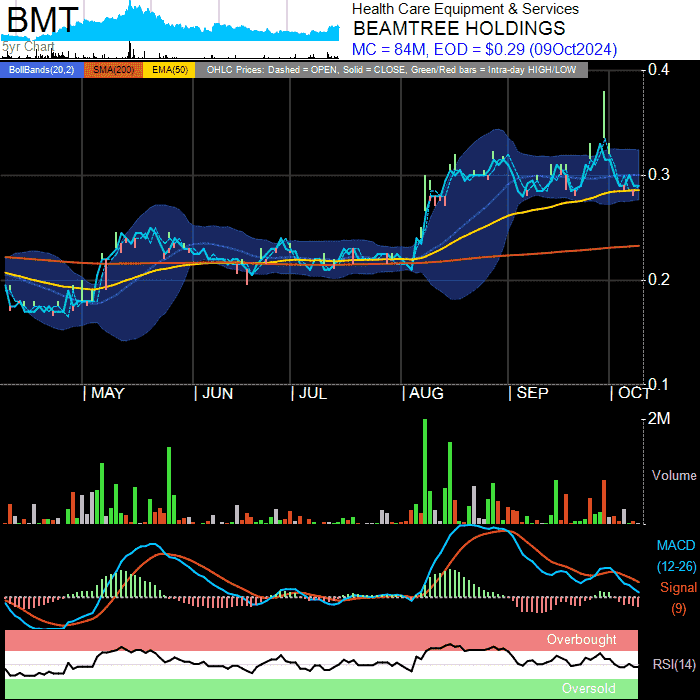 BMT
Health Care Equipment & Services
BEAMTREE HOLDINGS
5yr Chart
MC = 84M, EOD = $0.29 (09Oct2024)
BollBands(20,2) SMA(200) EMA(50) OHLC Prices: Dashed = OPEN, Solid = CLOSE, Green/Red bars = Intra-day HIGH/LOW
0.4
0.3
0.2
0.1
| MAY | JUN | JUL | AUG | SEP | OCT
2M
Volume
MACD
(12-26)
Signal
(9)
Overbought
RSI(14)
Oversold